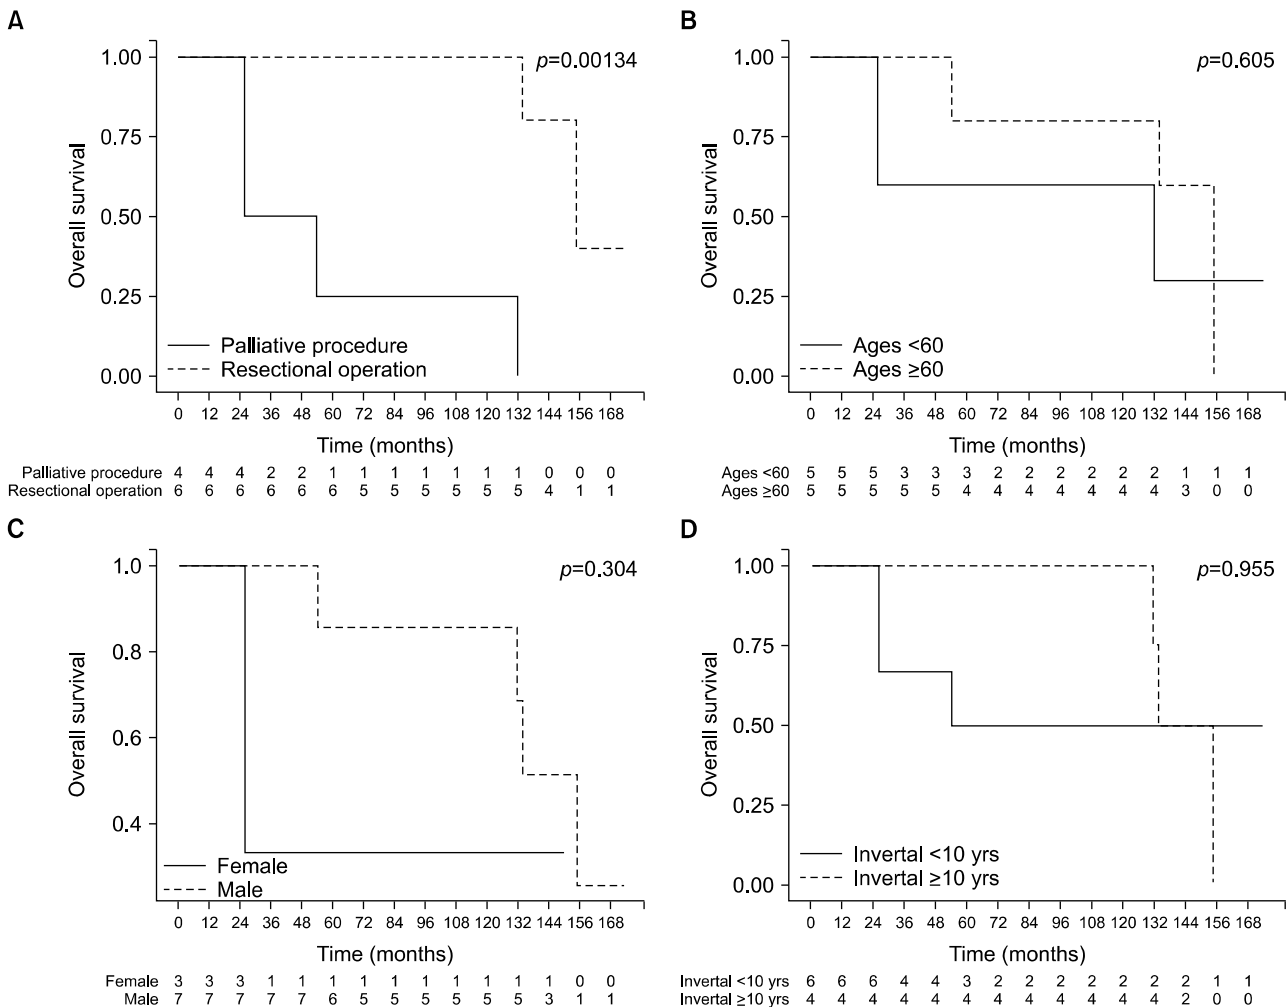 A
p=0.00134
1.00
0.75
0.50
0.25
0.00
Overall survival
Palliative procedure
Resectional operation
0 12 24 36 48 60 72 84 96 108 120 132 144 156 168
Time (months)
Palliative procedure 4 4 4 2 2 1 1 1 1 1 1 1 0 0 0
Resectional operation 6 6 6 6 6 6 5 5 5 5 5 5 4 1 1
B
p=0.605
1.00
0.75
0.50
0.25
0.00
Overall survival
Ages <60
Ages ≥60
0 12 24 36 48 60 72 84 96 108 120 132 144 156 168
Time (months)
Ages <60 5 5 5 3 3 3 2 2 2 2 2 2 1 1 1
Ages ≥60 5 5 5 5 5 4 4 4 4 4 4 4 3 0 0
C
p=0.304
1.0
0.8
0.6
0.4
Overall survival
Female
Male
0 12 24 36 48 60 72 84 96 108 120 132 144 156 168
Time (months)
Female 3 3 3 1 1 1 1 1 1 1 1 1 1 0 0
Male 7 7 7 7 7 6 5 5 5 5 5 5 3 1 1
D
p=0.955
1.00
0.75
0.50
0.25
0.00
Overall survival
Invertal <10 yrs
Invertal ≥10 yrs
0 12 24 36 48 60 72 84 96 108 120 132 144 156 168
Time (months)
Invertal <10 yrs 6 6 6 4 4 3 2 2 2 2 2 2 2 1 1
Invertal ≥10 yrs 4 4 4 4 4 4 4 4 4 4 4 4 2 0 0